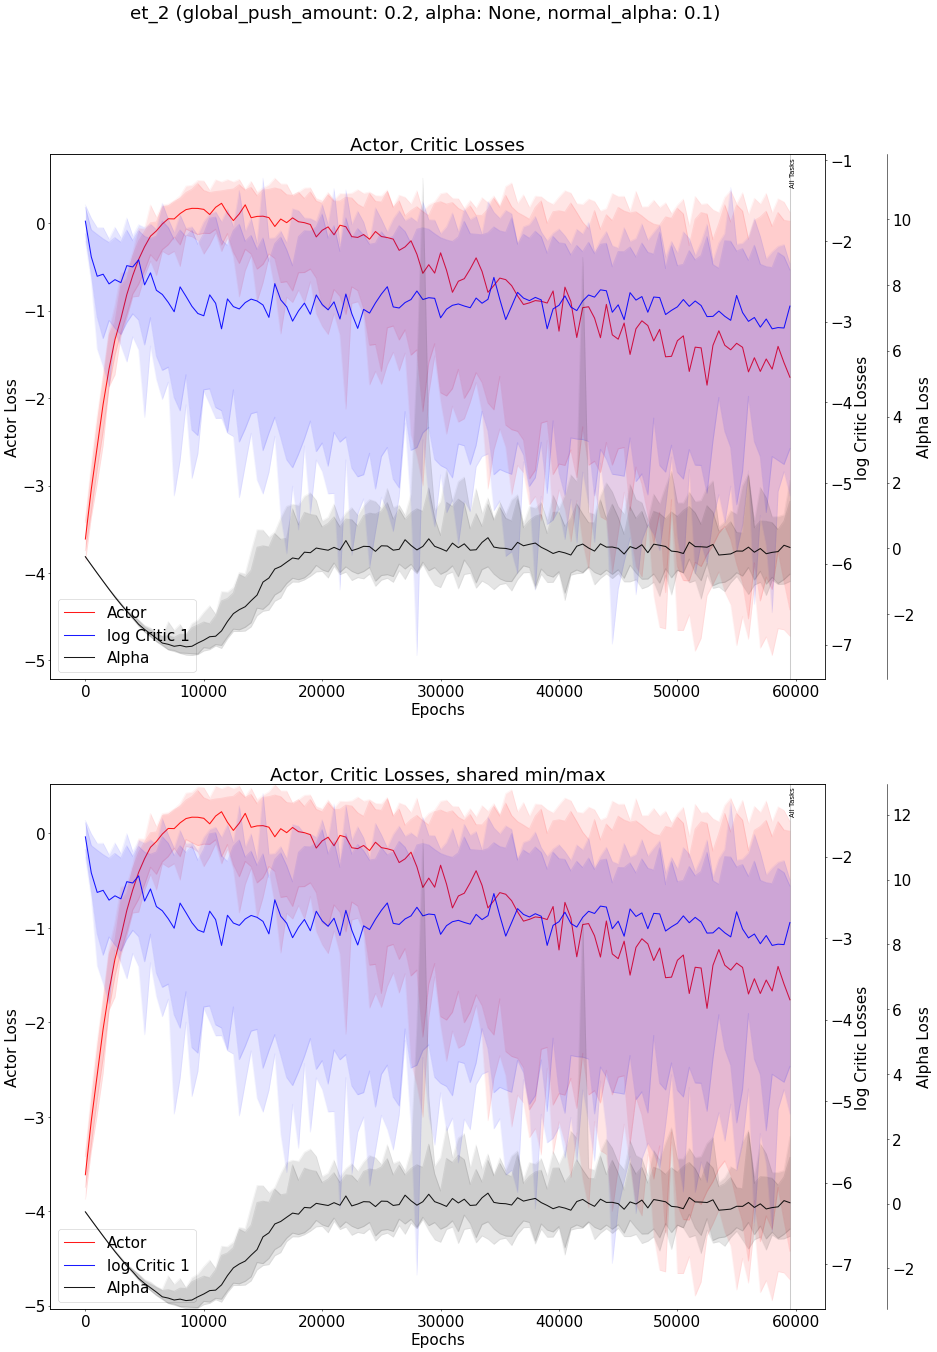 et_2 (global_push_amount: 0.2, alpha: None, normal_alpha: 0.1)
Actor, Critic Losses
All Tasks
0
−1
−2
−3
−4
−5
Actor Loss
−1
−2
−3
−4
−5
−6
−7
log Critic Losses
10
8
6
4
2
0
−2
Alpha Loss
Actor
log Critic 1
Alpha
0 10000 20000 30000 40000 50000 60000
Epochs
Actor, Critic Losses, shared min/max
All Tasks
0
−1
−2
−3
−4
−5
Actor Loss
−2
−3
−4
−5
−6
−7
log Critic Losses
12
10
8
6
4
2
0
−2
Alpha Loss
Actor
log Critic 1
Alpha
0 10000 20000 30000 40000 50000 60000
Epochs